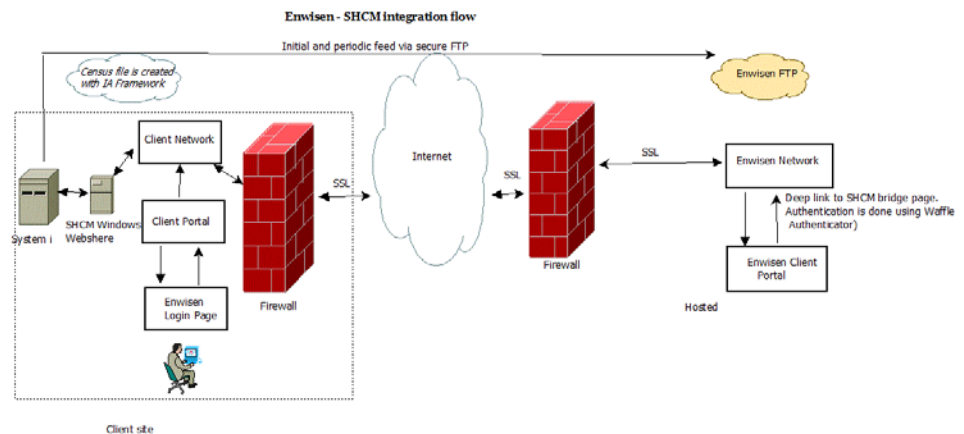 Enwisen - SHCM integration flow
Initial and periodic feed via secure FTP
Census file is created
with IA Framework
Enwisen FTP
Client Network
Internet
SSL
SSL
SSL
Enwisen Network
System i
SHCM Windows
Webshere
Client Portal
Deep link to SHCM bridge page.
Authentication is done using Waffle
Authenticator)
Enwisen Client
Portal
Firewall
Enwisen
Login Page
Firewall
Hosted
Client site